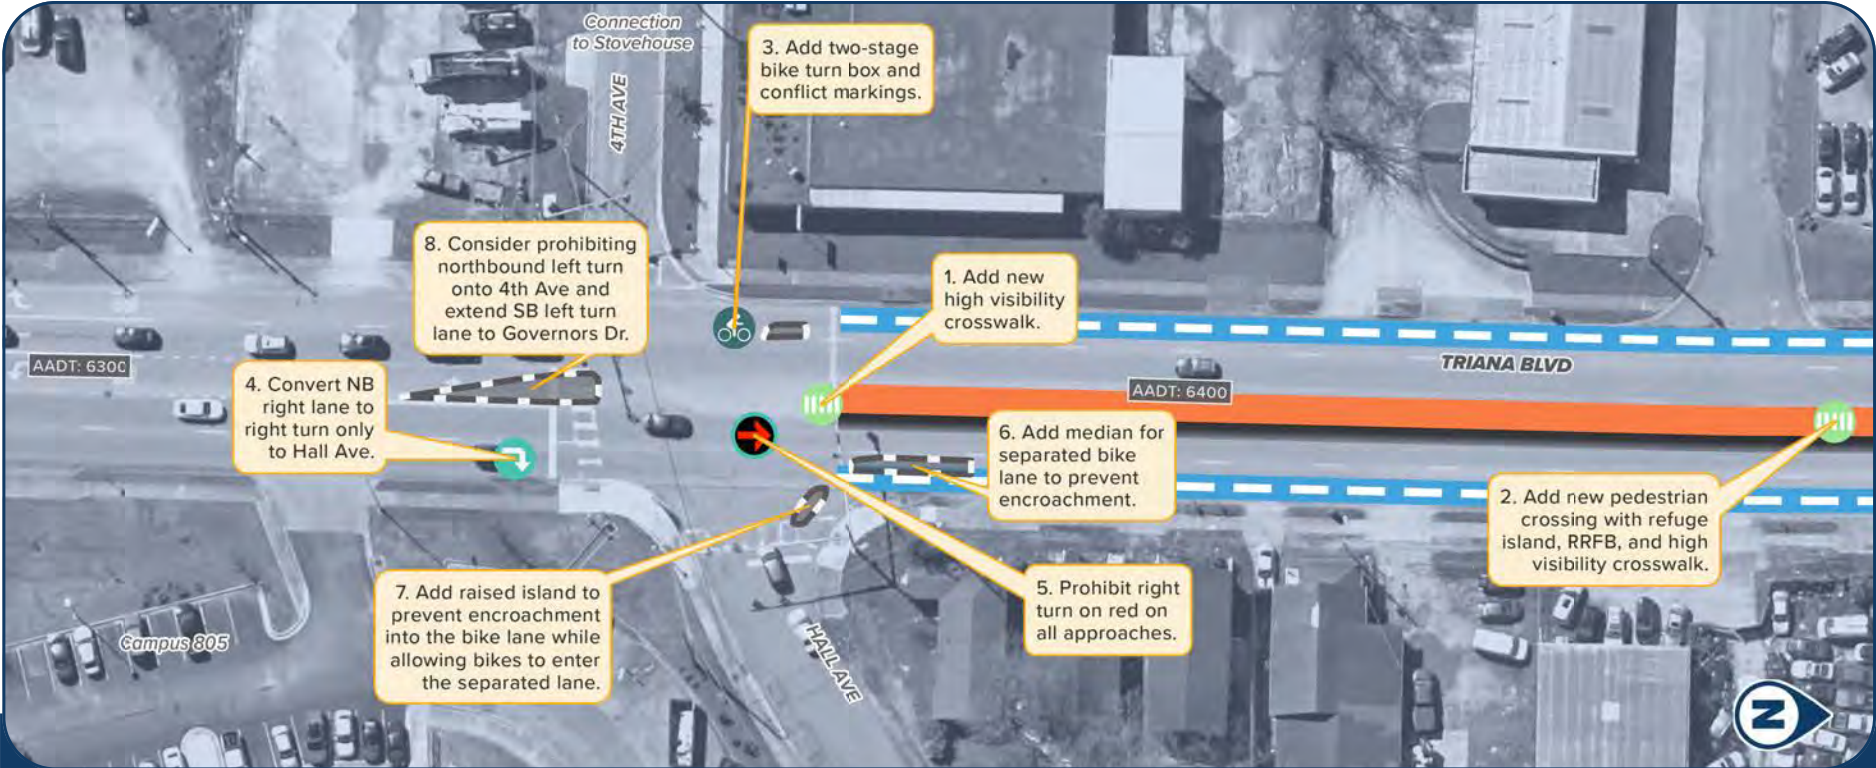 Connection
to Stovehouse
4TH AVE
3. Add two-stage
bike turn box and
conflict markings.
8. Consider prohibiting
northbound left turn
onto 4th Ave and
extend SB left turn
lane to Governors Dr.
1. Add new
high visibility
crosswalk.
TRIANA BLVD
AADT: 6300
AADT: 6400
4. Convert NB
right lane to
right turn only
to Hall Ave.
6. Add median for
separated bike
lane to prevent
encroachment.
2. Add new pedestrian
crossing with refuge
island, RRFB, and high
visibility crosswalk.
7. Add raised island to
prevent encroachment
into the bike lane while
allowing bikes to enter
the separated lane.
5. Prohibit right
turn on red on
all approaches.
Campus 805
HALL AVE
N